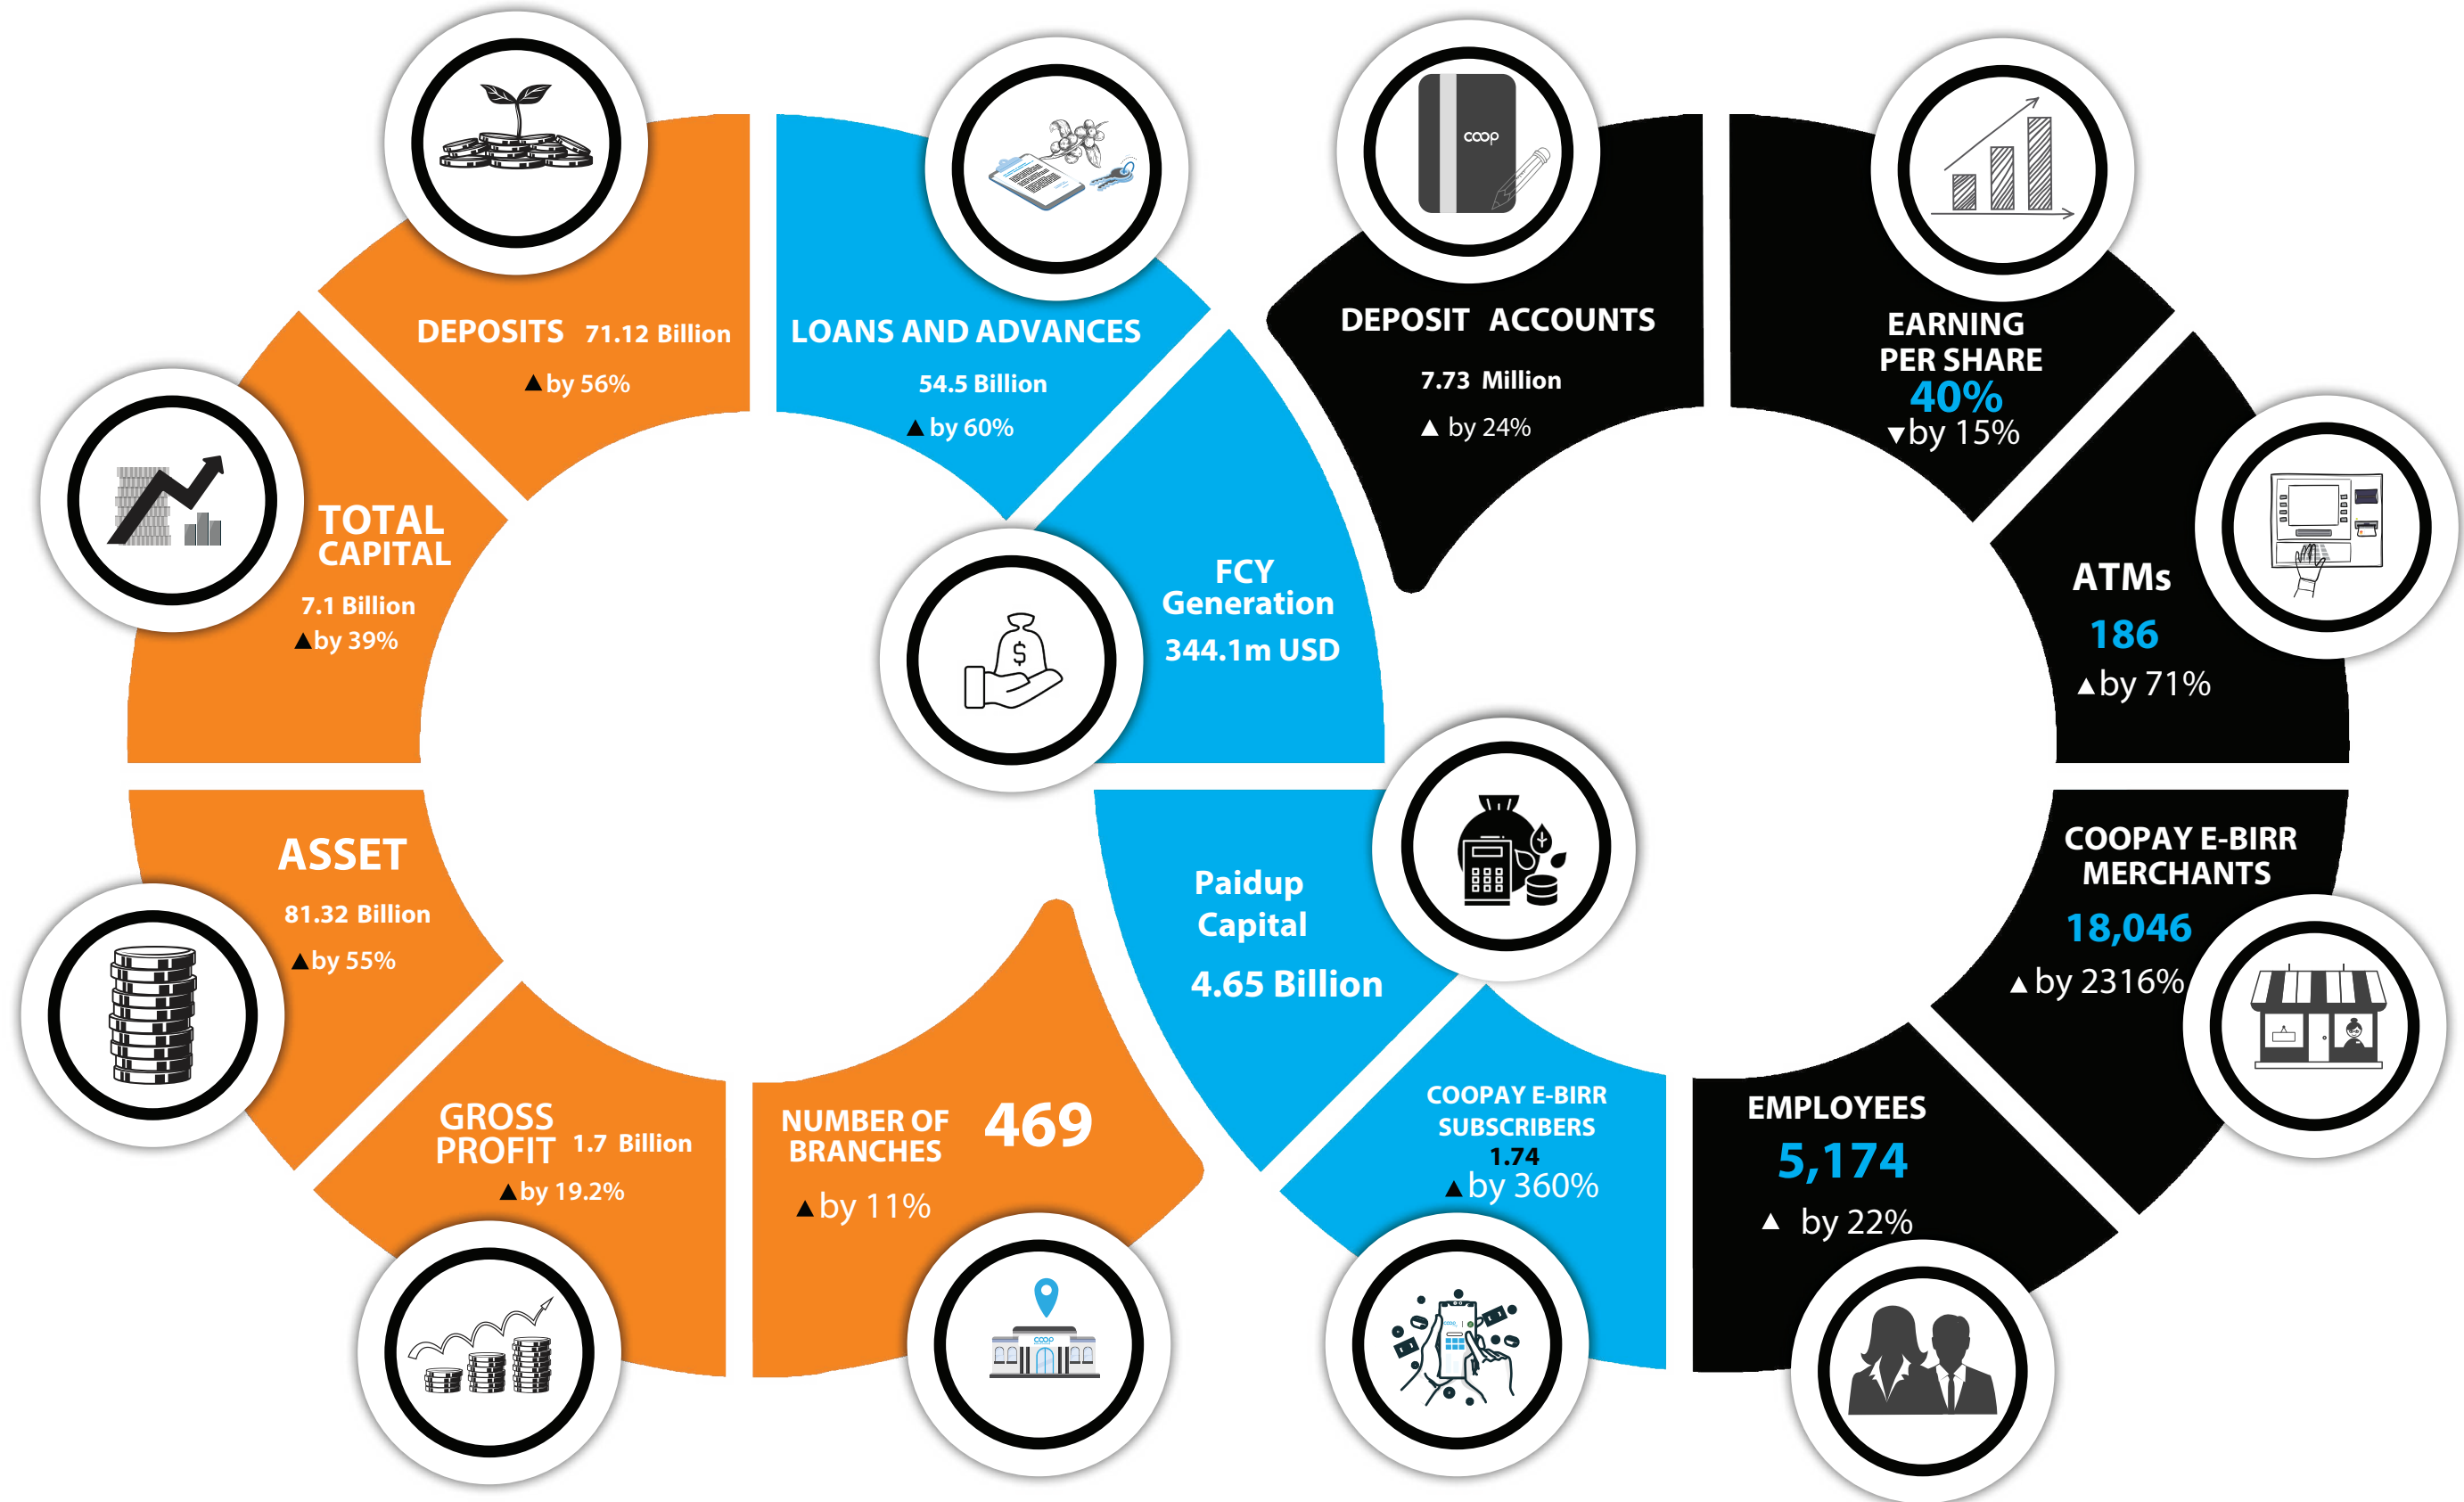 coop
DEPOSITS 71.12 Billion
▲ by 56%
LOANS AND ADVANCES
54.5 Billion
▲ by 60%
DEPOSIT ACCOUNTS
7.73 Million
▲ by 24%
EARNING
PER SHARE
40%
▼by 15%
TOTAL
CAPITAL
7.1 Billion
▲by 39%
FCY
Generation
344.1m USD
$
ATMs
186
▲by 71%
ASSET
81.32 Billion
▲by 55%
Paidup
Capital
4.65 Billion
COOPAY E-BIRR
MERCHANTS
18,046
▲by 2316%
GROSS
PROFIT 1.7 Billion
▲by 19.2%
NUMBER OF
BRANCHES 469
▲by 11%
coop
COOPAY E-BIRR
SUBSCRIBERS
1.74
▲by 360%
EMPLOYEES
5,174
▲ by 22%